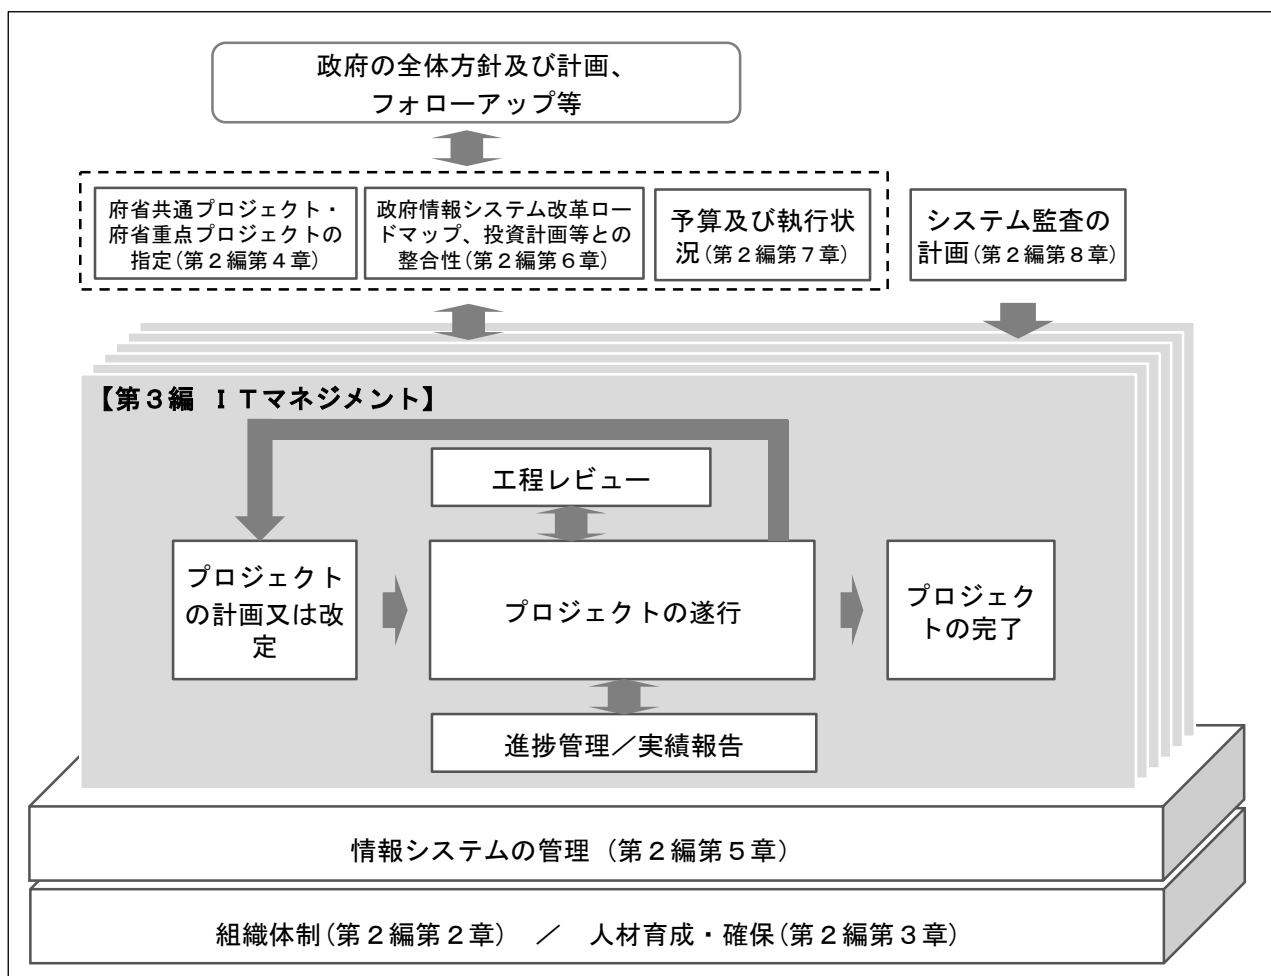 政府の全体方針及び計画、
フォローアップ等
府省共通プロジェクト・
府省重点プロジェクトの
指定(第２編第４章)
政府情報システム改革ロー
ドマップ、投資計画等との
整合性(第２編第６章)
予算及び執行状
況(第２編第７章)
システム監査の
計画(第２編第８章)
【第３編　ＩＴマネジメント】
工程レビュー
プロジェクト
の計画又は改
定
プロジェクトの遂行
プロジェク
トの完了
進捗管理／実績報告
情報システムの管理（第２編第５章）
組織体制(第２編第２章)　／　人材育成・確保(第２編第３章)